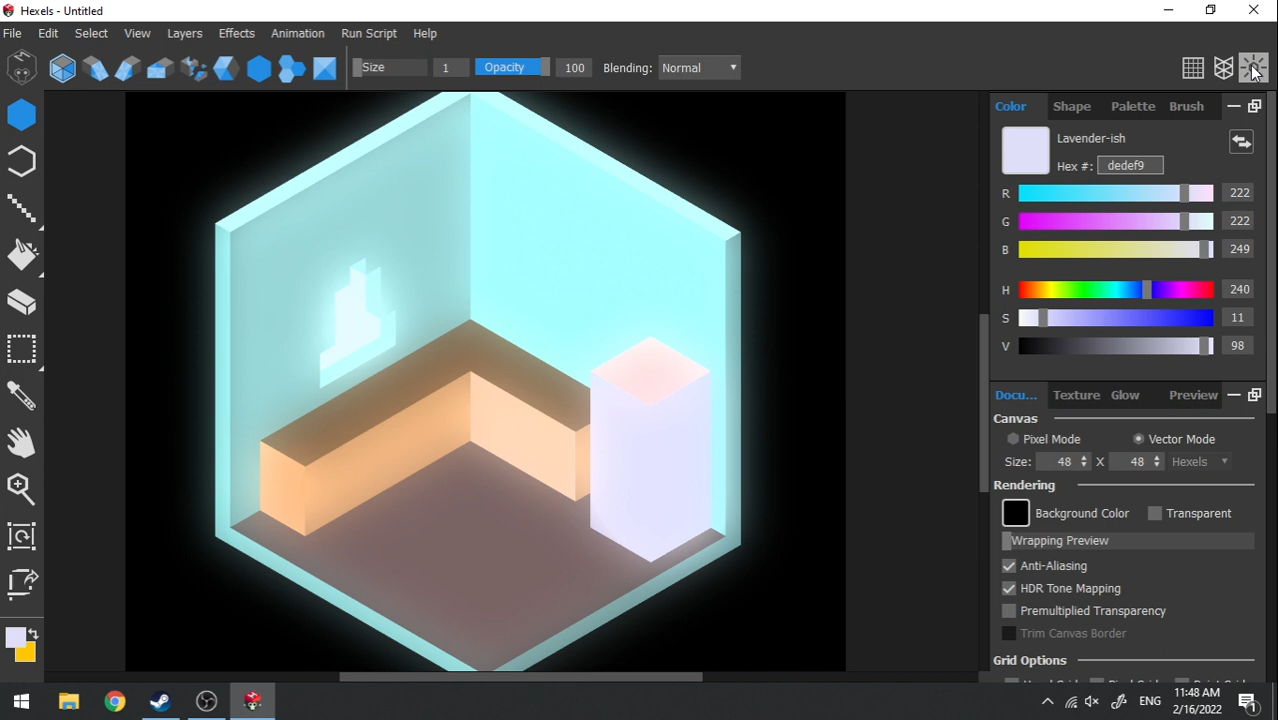 Hexels - Untitled
File Edit Select View Layers Effects Animation Run Script Help
Size 1 Opacity 100 Blending: Normal
Color Shape Palette Brush
Lavender-ish
Hex #: dedef9
R 222
G 222
B 249
H 240
S 11
V 98
Docu... Texture Glow Preview
Canvas
Pixel Mode Vector Mode
Size: 48 X 48 Hexels
Rendering
Background Color Transparent
Wrapping Preview
Anti-Aliasing
HDR Tone Mapping
Premultiplied Transparency
Trim Canvas Border
Grid Options
ENG 11:48 AM
2/16/2022 1